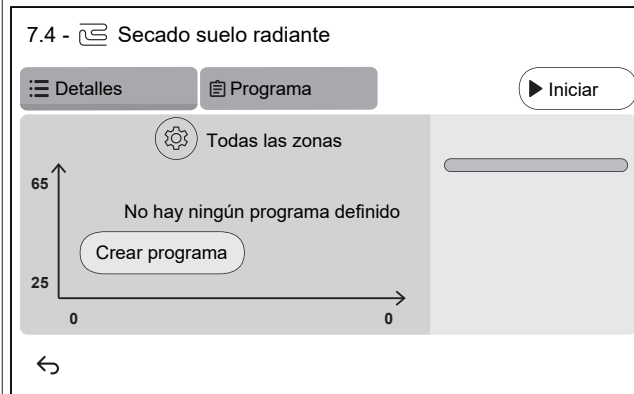 7.4 - Secado suelo radiante
Detalles
Programa
Iniciar
Todas las zonas
65
No hay ningún programa definido
Crear programa
25
0
0